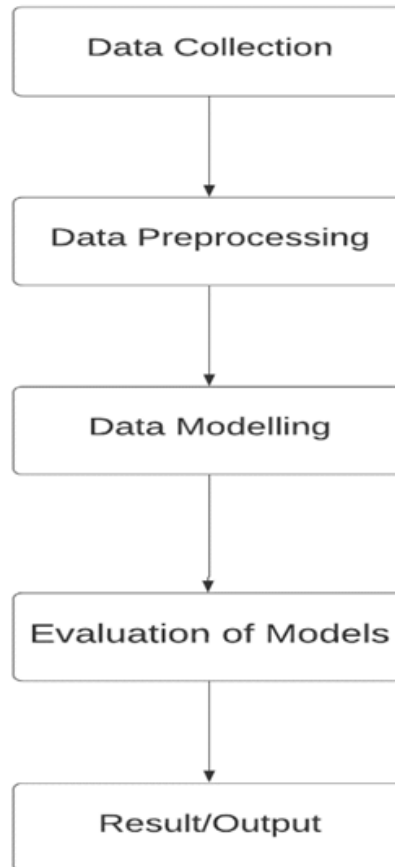 Data Collection
Data Preprocessing
Data Modelling
Evaluation of Models
Result/Output